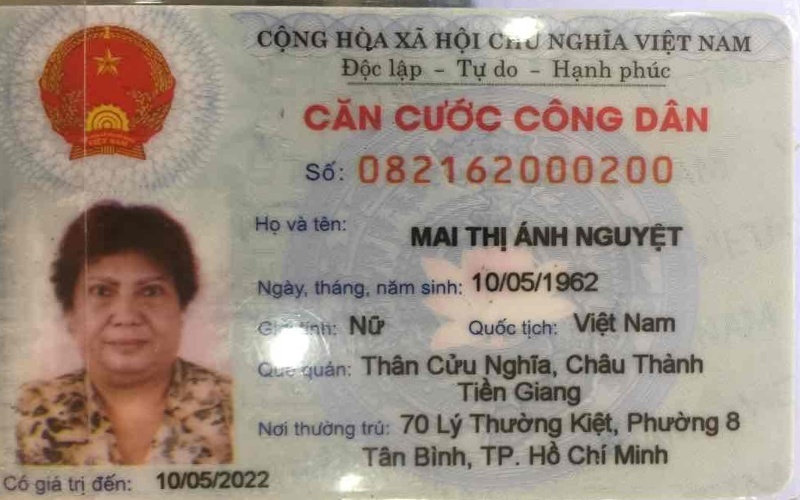 CỘNG HÒA XÃ HỘI CHỦ NGHĨA VIỆT NAM
Độc lập - Tự do - Hạnh phúc
CĂN CƯỚC CÔNG DÂN
Số: 082162000200
Họ và tên: MAI THỊ ÁNH NGUYỆT
Ngày, tháng, năm sinh: 10/05/1962
Giới tính: Nữ Quốc tịch: Việt Nam
Quê quán: Thân Cửu Nghĩa, Châu Thành
Tiền Giang
Nơi thường trú: 70 Lý Thường Kiệt, Phường 8
Tân Bình, TP. Hồ Chí Minh
Có giá trị đến: 10/05/2022
VIỆT NAM